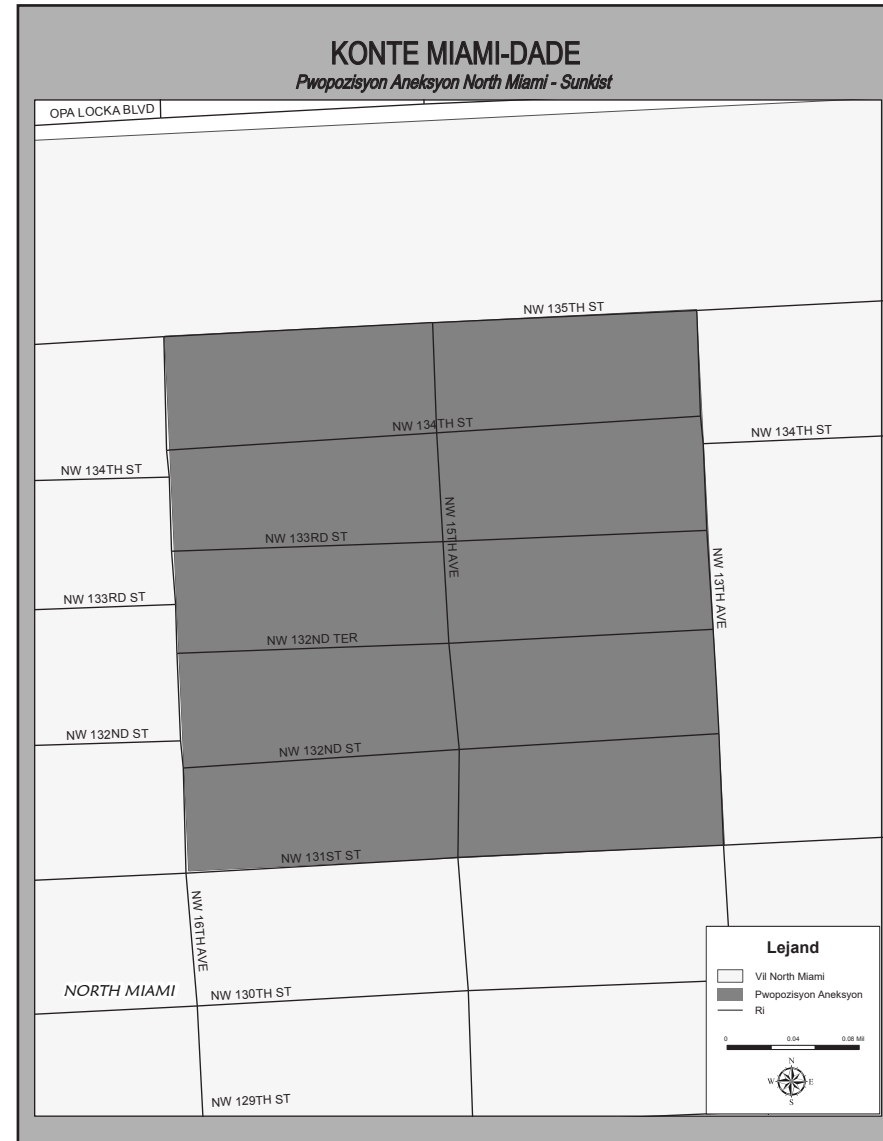 KONTE MIAMI-DADE
Pwopozisyon Aneksyon North Miami - Sunkist
OPA LOCKA BLVD
NW 135TH ST
NW 134TH ST
NW 134TH ST
NW 134TH ST
NW 15TH AVE
NW 133RD ST
NW 13TH AVE
NW 133RD ST
NW 132ND TER
NW 132ND ST
NW 132ND ST
NW 131ST ST
NW 16TH AVE
NORTH MIAMI
NW 130TH ST
NW 129TH ST
Lejand
Vil North Miami
Pwopozisyon Aneksyon
Ri
0 0.04 0.08 Mil
N
W E
S